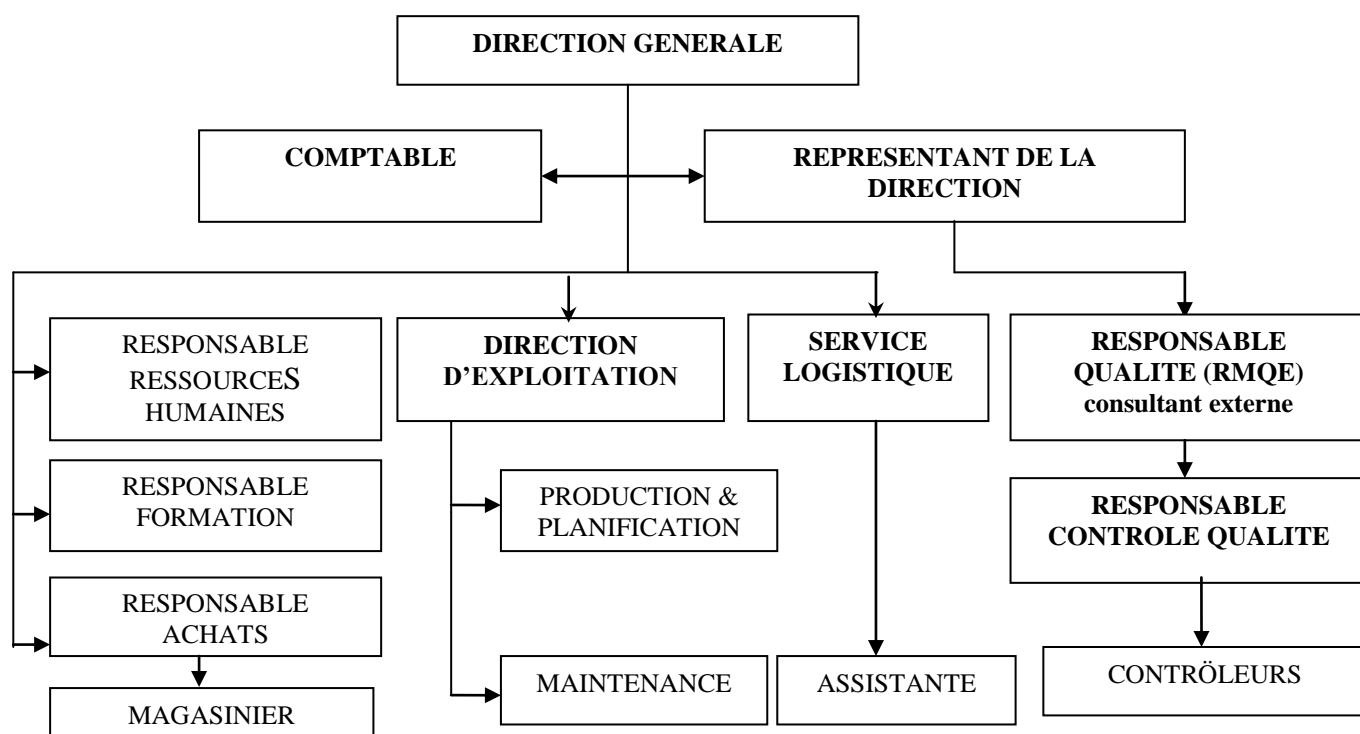 DIRECTION GENERALE
COMPTABLE
REPRESENTANT DE LA
DIRECTION
RESPONSABLE
RESSOURCES
HUMAINES
DIRECTION
D’EXPLOITATION
SERVICE
LOGISTIQUE
RESPONSABLE
QUALITE (RMQE)
consultant externe
RESPONSABLE
FORMATION
PRODUCTION &
PLANIFICATION
RESPONSABLE
CONTROLE QUALITE
RESPONSABLE
ACHATS
MAINTENANCE
ASSISTANTE
CONTRÖLEURS
MAGASINIER